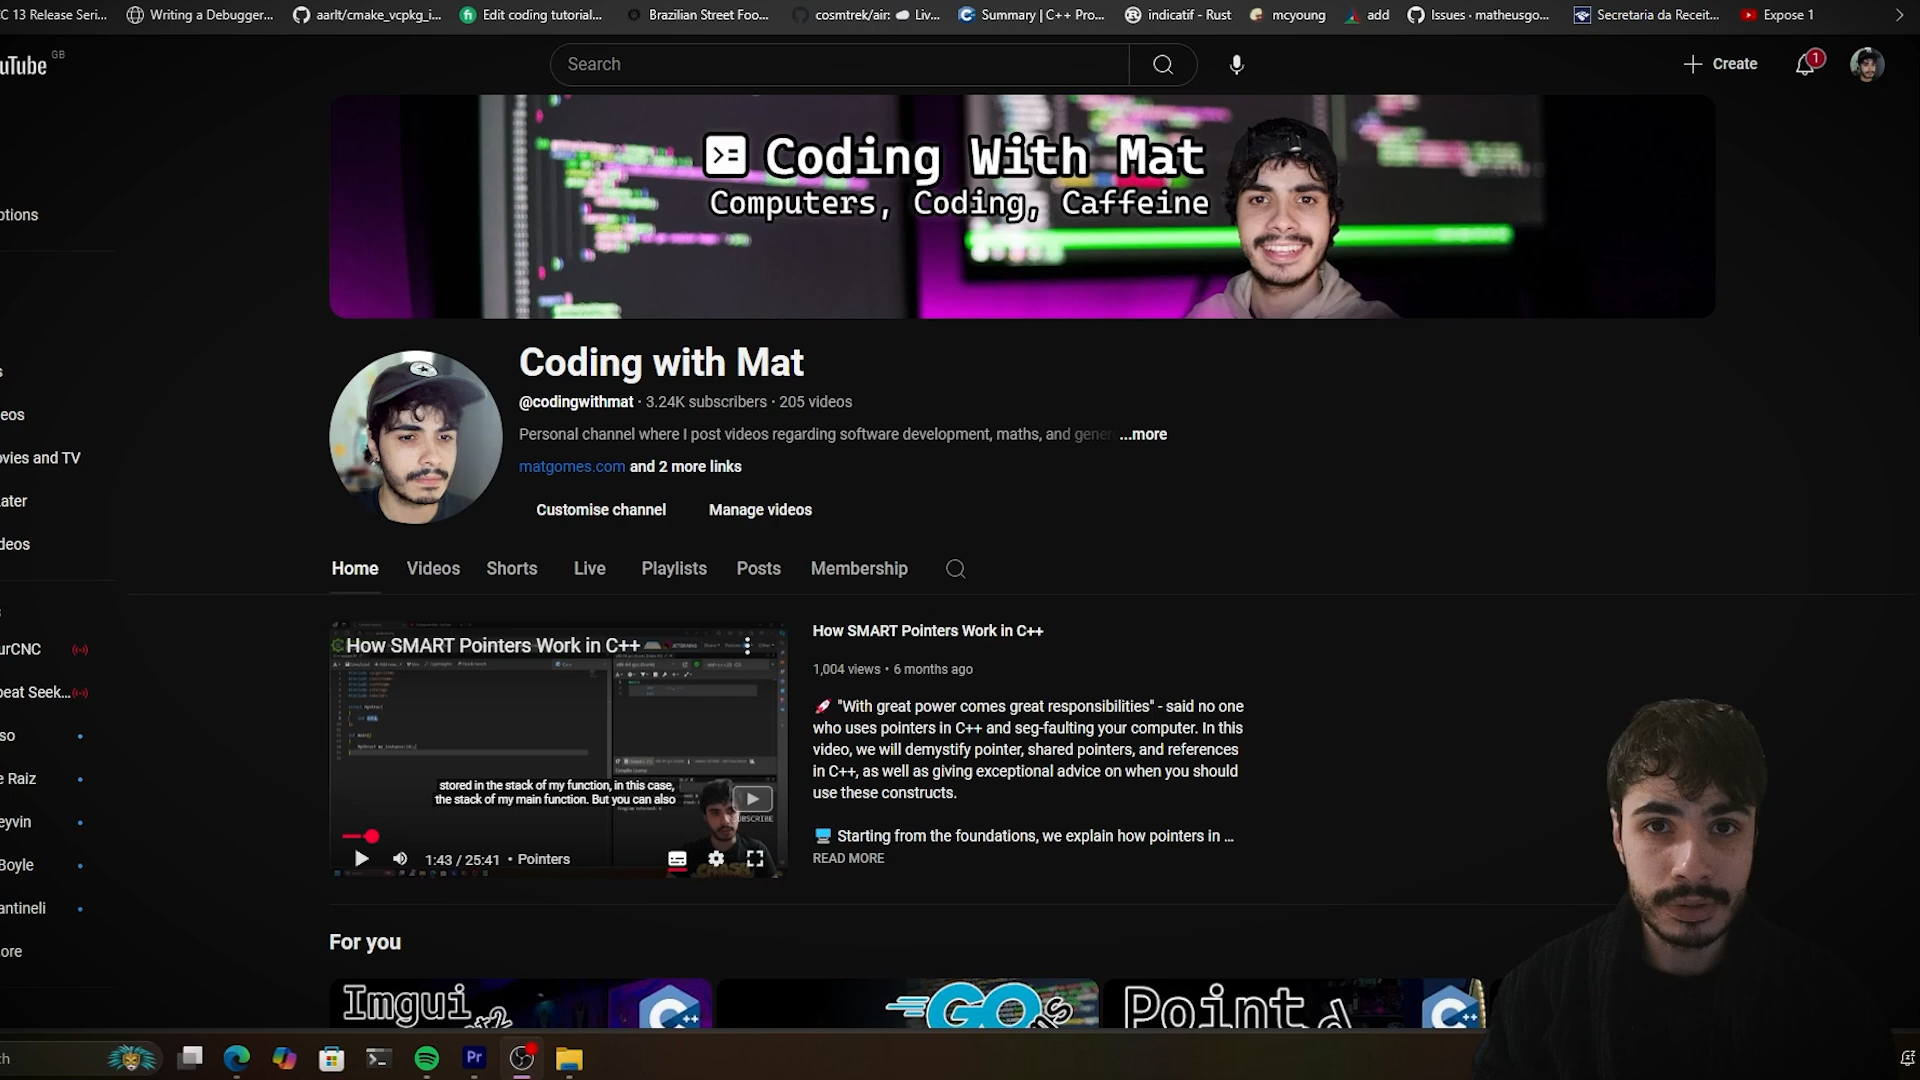 CC 13 Release Seri...
Writing a Debugger...
aarlt/cmake_vcpkg_i...
Edit coding tutorial...
Brazilian Street Foo...
cosmtrek/air: ☁️ Liv...
Summary | C++ Pro...
indicatif - Rust
mcyoung
add
Issues · matheusgo...
Secretaria da Receit...
Expose 1
uTube GB
Search
Create
1
Coding With Mat
Computers, Coding, Caffeine
ptions
s
eos
ovies and TV
ater
deos
s
urCNC
peat Seek...
so
e Raiz
eyvin
Boyle
antineli
ore
Coding with Mat
@codingwithmat · 3.24K subscribers · 205 videos
Personal channel where I post videos regarding software development, maths, and gener ...more
matgomes.com and 2 more links
Customise channel
Manage videos
Home
Videos
Shorts
Live
Playlists
Posts
Membership
How SMART Pointers Work in C++
stored in the stack of my function, in this case,
the stack of my main function. But you can also
SUBSCRIBE
1:43 / 25:41 • Pointers
How SMART Pointers Work in C++
1,004 views • 6 months ago
🚀 "With great power comes great responsibilities" - said no one
who uses pointers in C++ and seg-faulting your computer. In this
video, we will demystify pointer, shared pointers, and references
in C++, as well as giving exceptional advice on when you should
use these constructs.
🖥️ Starting from the foundations, we explain how pointers in ...
READ MORE
For you
Imgui
C++
GO
Point
C++
ch
Pr